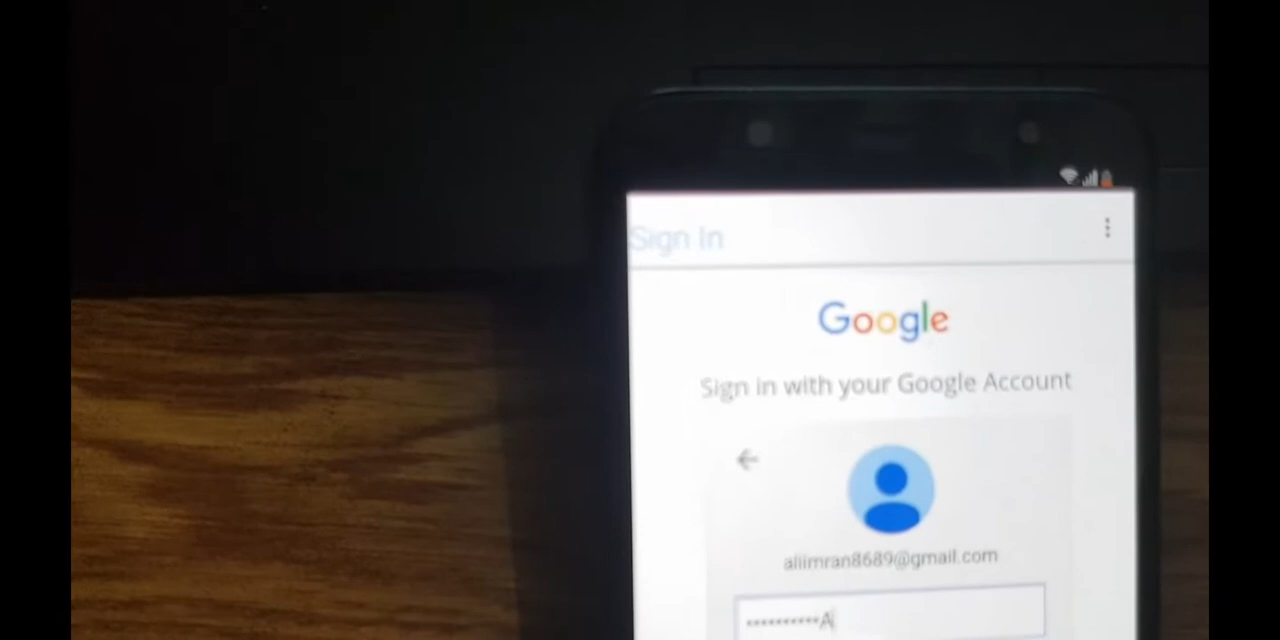 Sign in
Google
Sign in with your Google Account
aliimran8689@gmail.com
••••••••••A